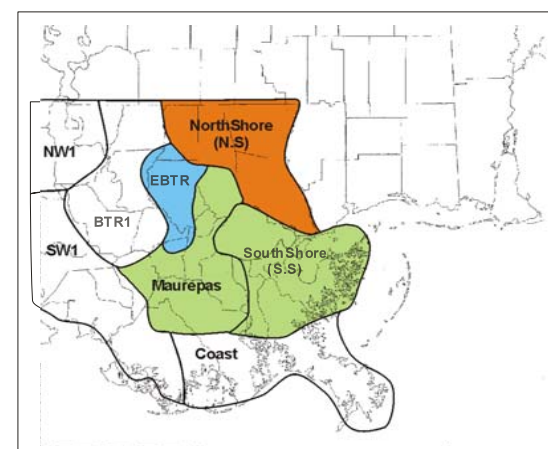 NorthShore
(N.S)
NW1
EBTR
BTR1
SW1
SouthShore
(S.S)
Maurepas
Coast